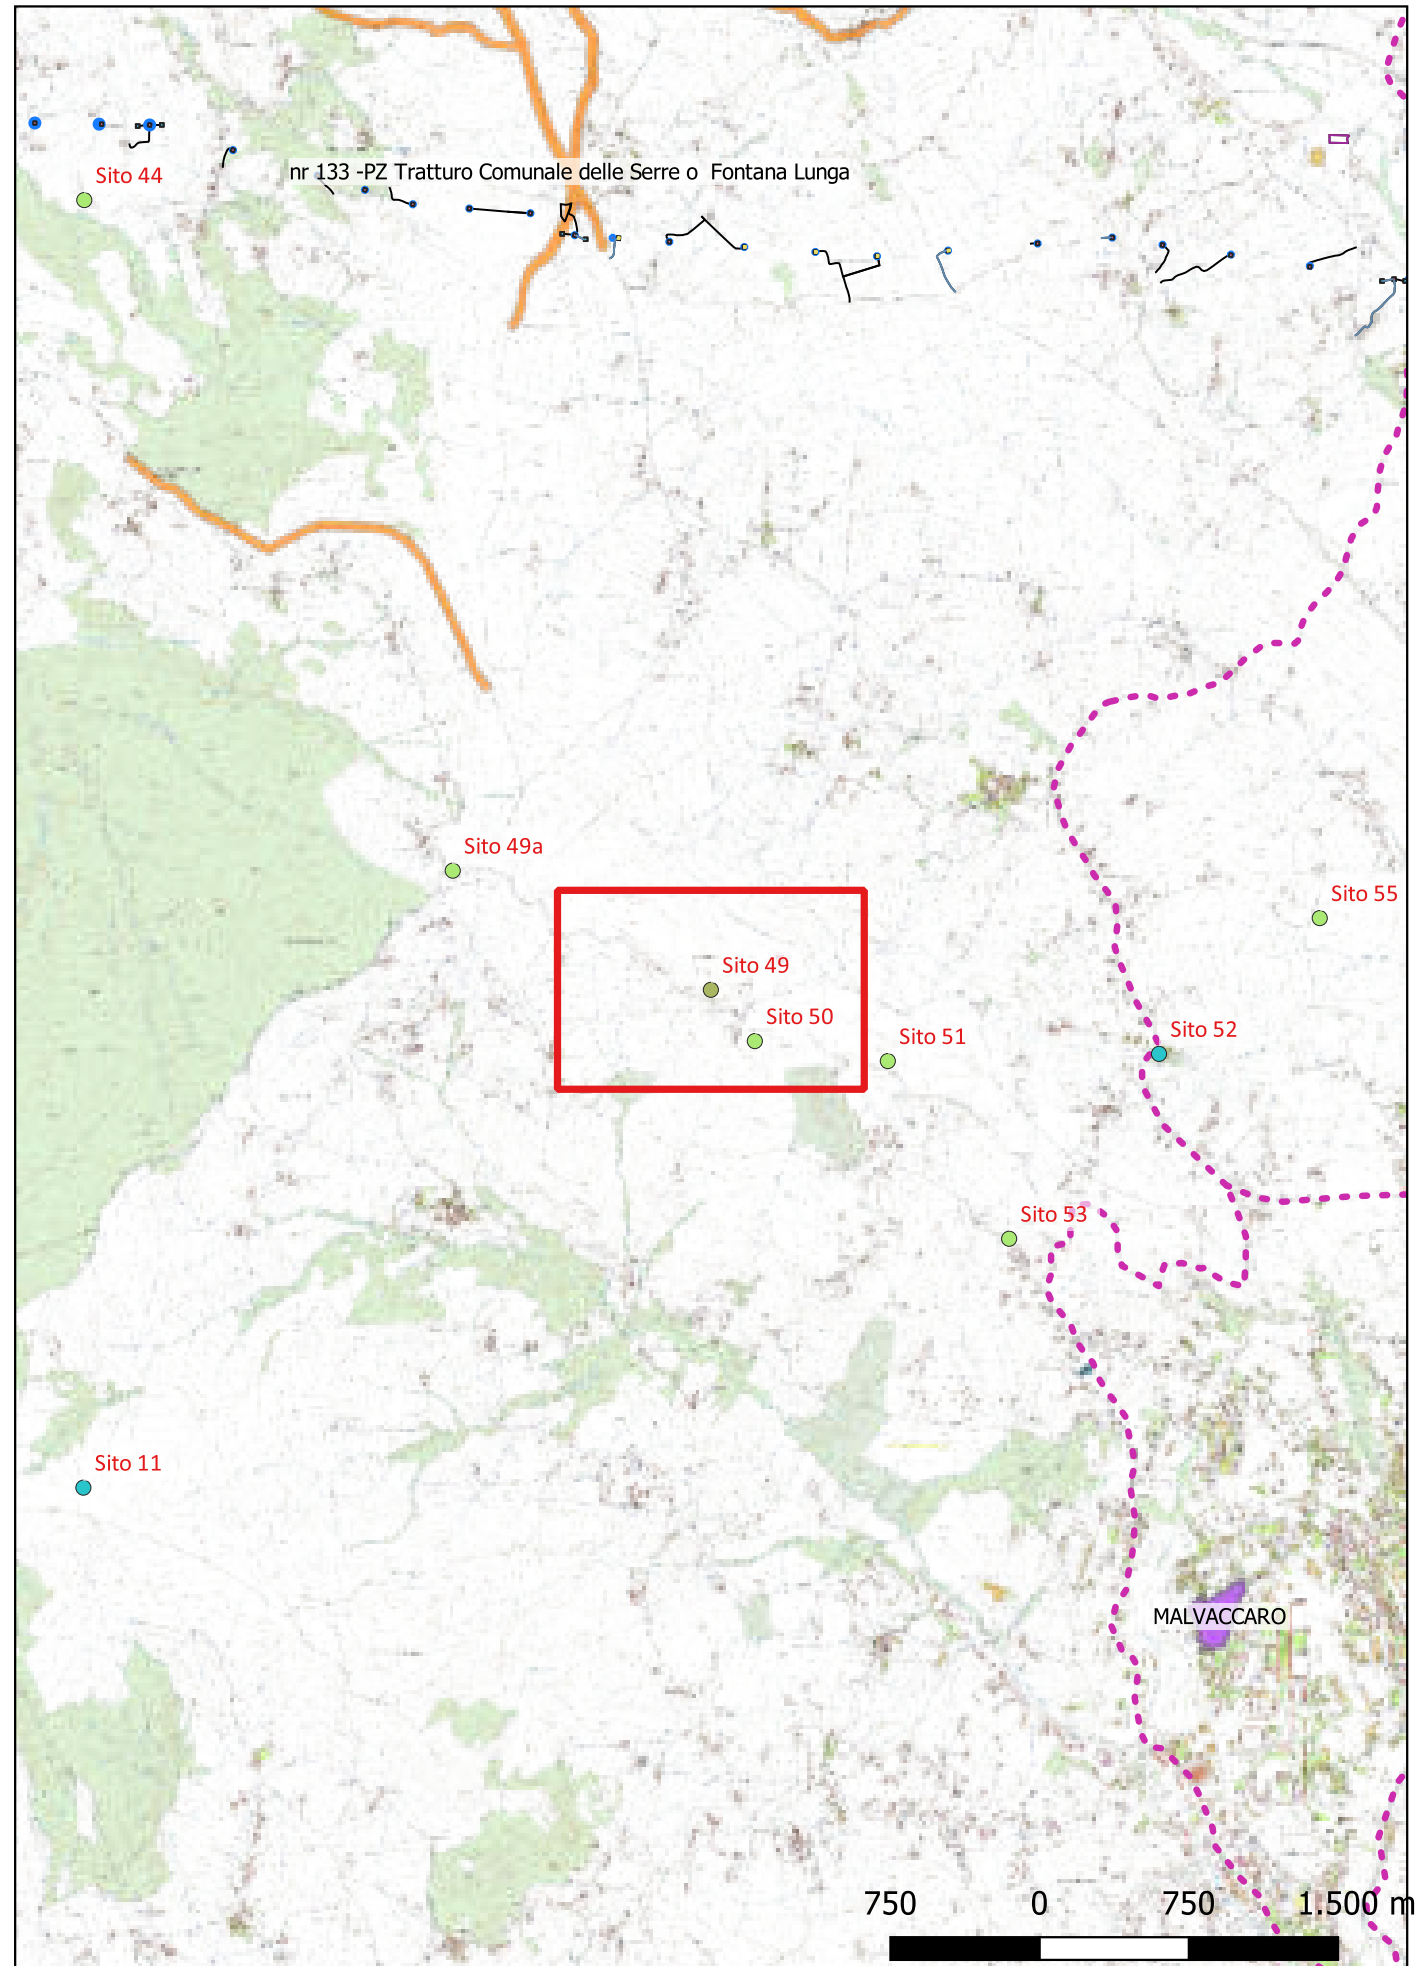 Sito 44
nr 133 -PZ Tratturo Comunale delle Serre o  Fontana Lunga
Sito 49a
Sito 55
Sito 49
Sito 50
Sito 51
Sito 52
Sito 53
Sito 11
MALVACCARO
750 0 750 1.500 m